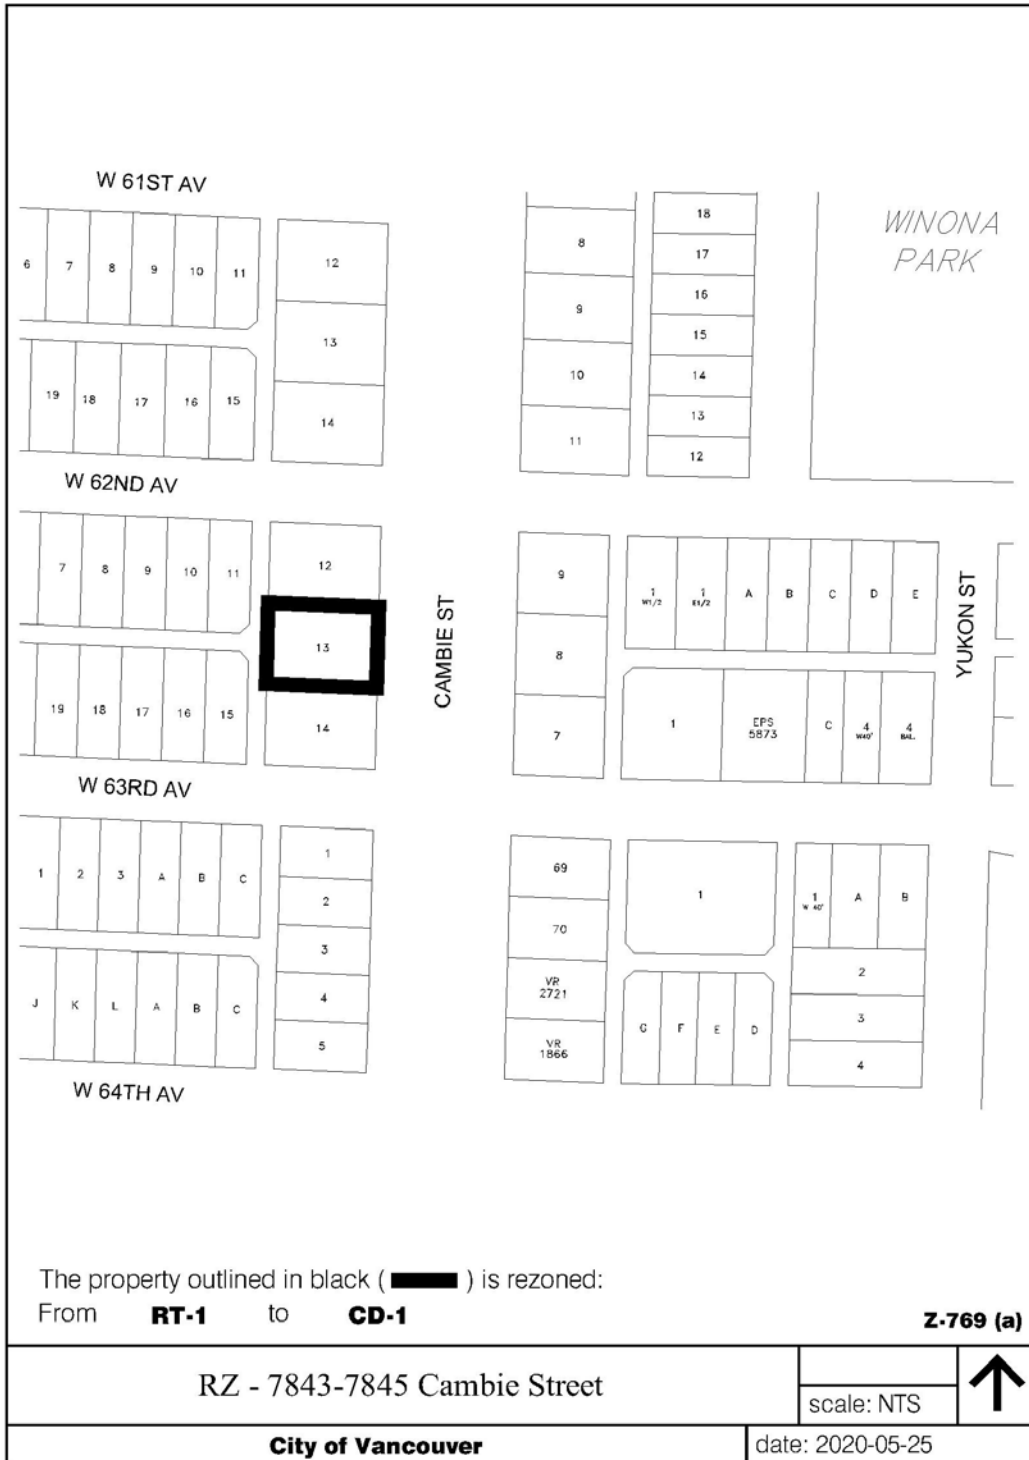 W 61ST AV
WINONA
PARK
6 7 8 9 10 11
12
13
14
19 18 17 16 15
8
9
10
11
18
17
16
15
14
13
12
W 62ND AV
7 8 9 10 11
12
13
14
19 18 17 16 15
CAMBIE ST
9
8
7
1
W1/2
1
E1/2
A B C D E
1
EPS
5873
C
4
W40'
4
BAL.
YUKON ST
W 63RD AV
1 2 3 A B C
J K L A B C
1
2
3
4
5
69
70
VR
2721
VR
1866
1
G F E D
1
W 40'
A B
2
3
4
W 64TH AV
The property outlined in black ( ) is rezoned:
From RT-1 to CD-1
Z-769 (a)
RZ - 7843-7845 Cambie Street
scale: NTS
City of Vancouver
date: 2020-05-25